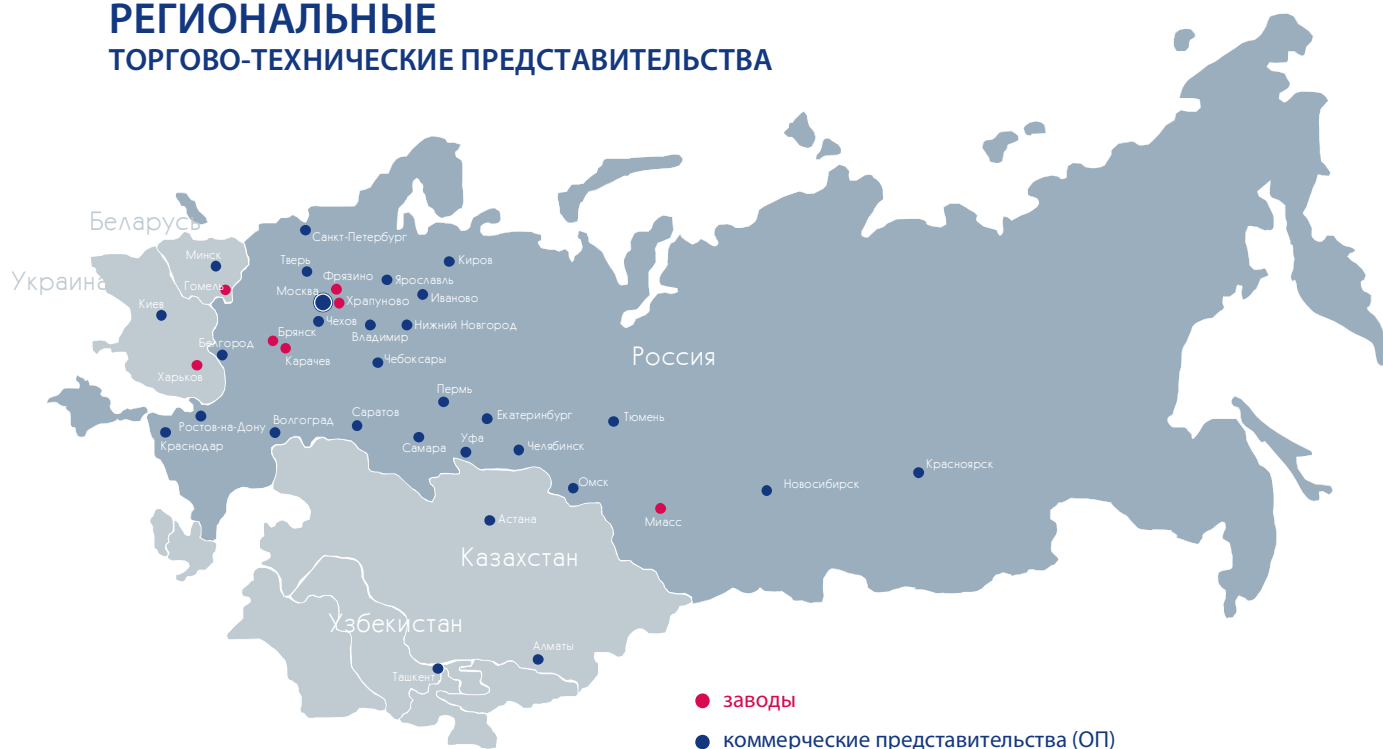 РЕГИОНАЛЬНЫЕ
ТОРГОВО-ТЕХНИЧЕСКИЕ ПРЕДСТАВИТЕЛЬСТВА
Беларусь
Санкт-Петербург
Минск
Тверь
Киров
Украина
Гомель
Фрязино
Ярославль
Москва
Храпуново
Иваново
Киев
Чехов
Нижний Новгород
Брянск
Владимир
Белгород
Карачев
Чебоксары
Россия
Харьков
Пермь
Ростов-на-Дону
Волгоград
Саратов
Екатеринбург
Тюмень
Краснодар
Самара
Уфа
Челябинск
Красноярск
Омск
Новосибирск
Астана
Миасс
Казахстан
Узбекистан
Алматы
Ташкент
заводы
коммерческие представительства (ОП)